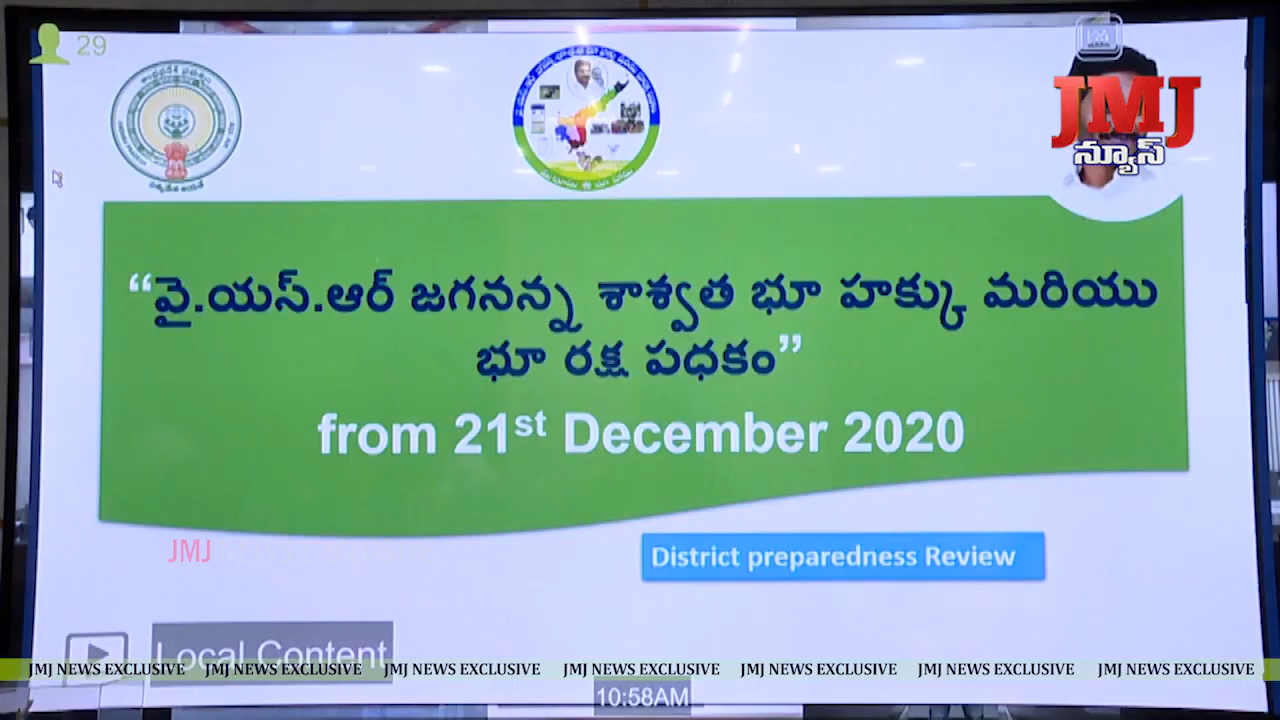 29
JMJ
న్యూస్
“వై.యస్.ఆర్ జగనన్న శాశ్వత భూ హక్కు మరియు
భూ రక్ష పధకం”
from 21st December 2020
JMJ
District preparedness Review
Local Content
JMJ NEWS EXCLUSIVE JMJ NEWS EXCLUSIVE JMJ NEWS EXCLUSIVE JMJ NEWS EXCLUSIVE JMJ NEWS EXCLUSIVE JMJ NEWS EXCLUSIVE JMJ NEWS EXCLUSIVE
10:58AM